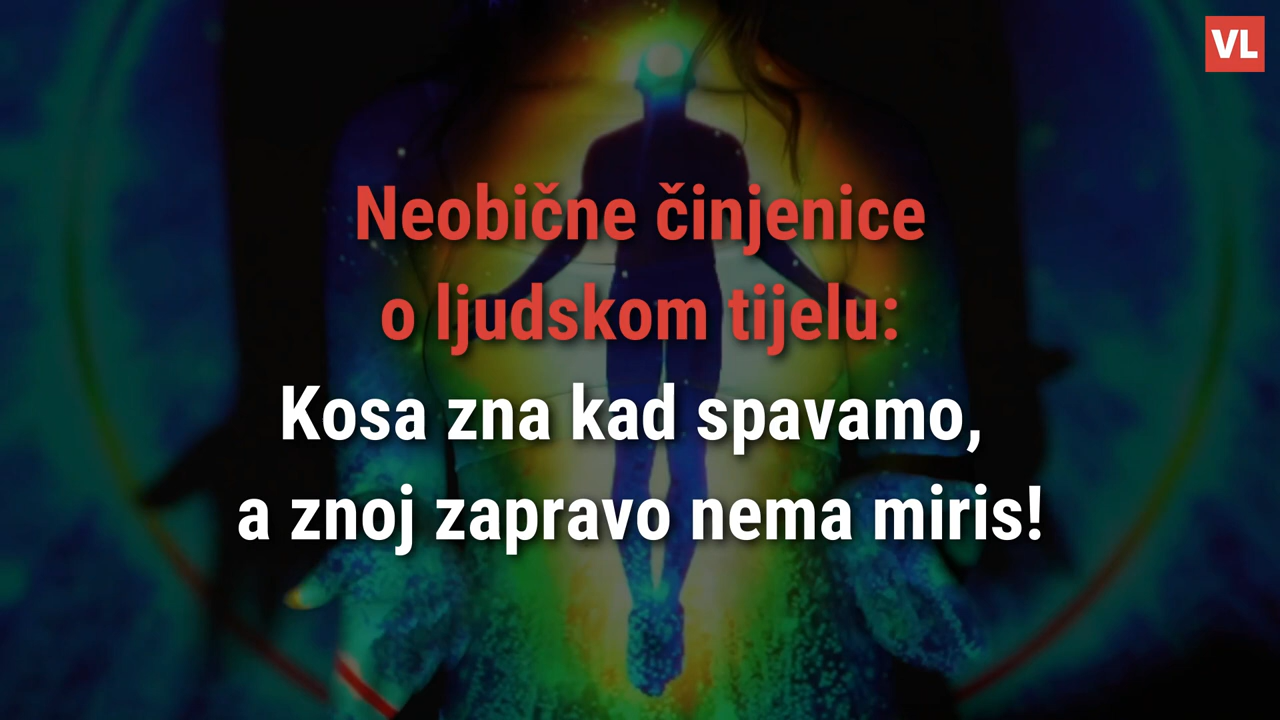 VL
Neobične činjenice
o ljudskom tijelu:
Kosa zna kad spavamo,
a znoj zapravo nema miris!